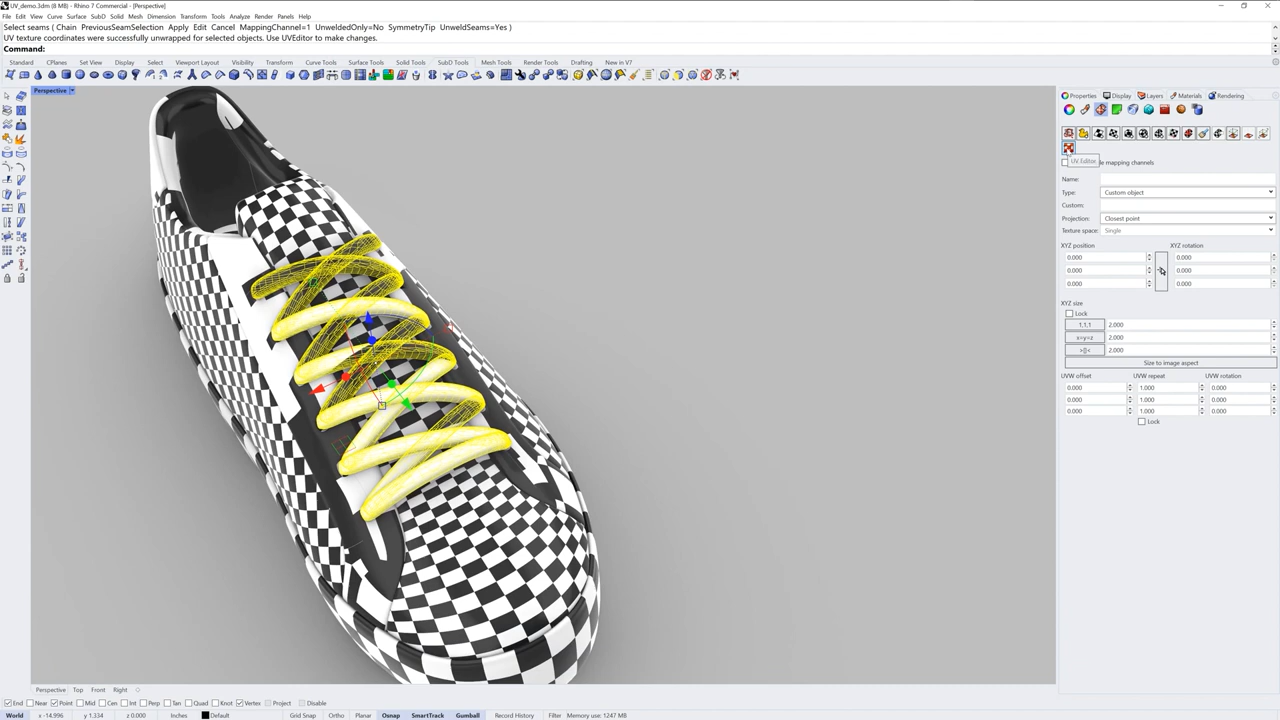 UV_demo.3dm (8 MB) - Rhino 7 Commercial - [Perspective]
File Edit View Curve Surface SubD Solid Mesh Dimension Transform Tools Analyze Render Panels Help
Select seams ( Chain PreviousSeamSelection Apply Edit Cancel MappingChannel=1 UnweldedOnly=No SymmetryTip UnweldSeams=Yes )
UV texture coordinates were successfully unwrapped for selected objects. Use UVEditor to make changes.
Command:
Standard CPlanes Set View Display Select Viewport Layout Visibility Transform Curve Tools Surface Tools Solid Tools SubD Tools Mesh Tools Render Tools Drafting New in V7
Perspective
Properties Display Layers Materials Rendering
UV Editor
mapping channels
Name:
Type: Custom object
Custom:
Projection: Closest point
Texture space: Single
XYZ position XYZ rotation
0.000 0.000
0.000 0.000
0.000 0.000
XYZ size
Lock
1,1,1 2.000
x=y=z 2.000
2.000
Size to image aspect
UVW offset UVW repeat UVW rotation
0.000 1.000 0.000
0.000 1.000 0.000
0.000 1.000 0.000
Lock
Perspective Top Front Right
End Near Point Mid Cen Int Perp Tan Quad Knot Vertex Project Disable
World x -14.996 y 1.334 z 0.000 Inches Default Grid Snap Ortho Planar Osnap SmartTrack Gumball Record History Filter Memory use: 1247 MB